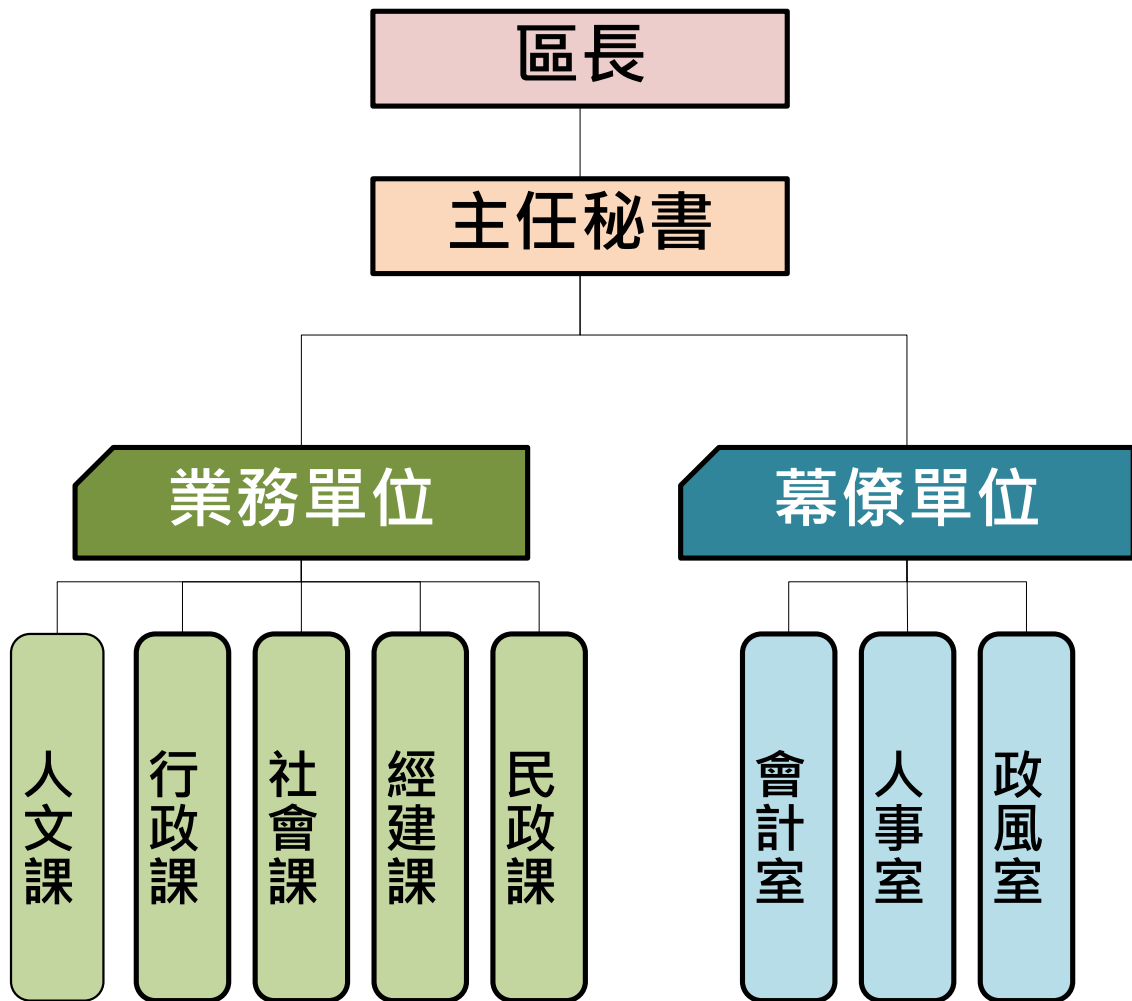 區長
主任秘書
業務單位
幕僚單位
人文課
行政課
社會課
經建課
民政課
會計室
人事室
政風室